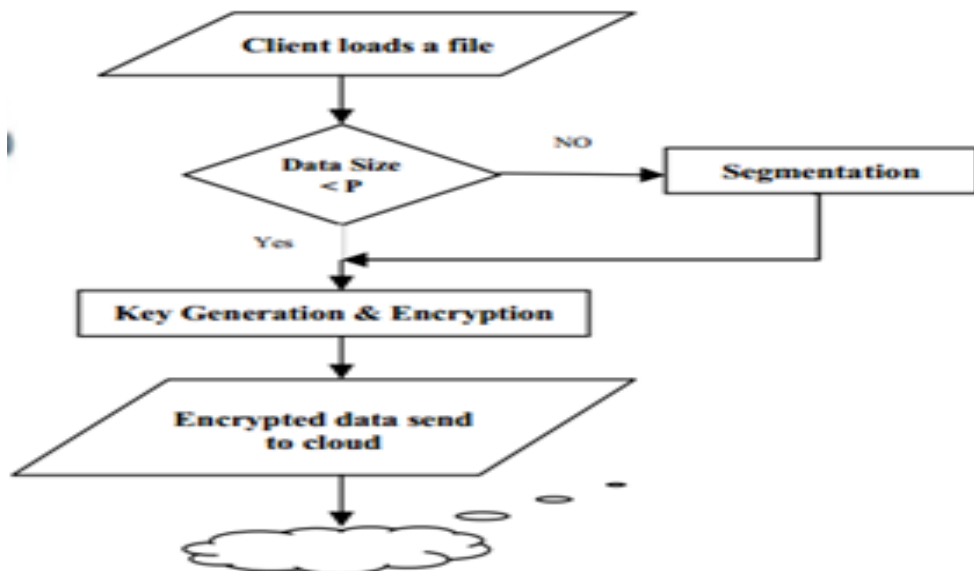 Client loads a file
Data Size
< P
NO
Segmentation
Yes
Key Generation & Encryption
Encrypted data send
to cloud